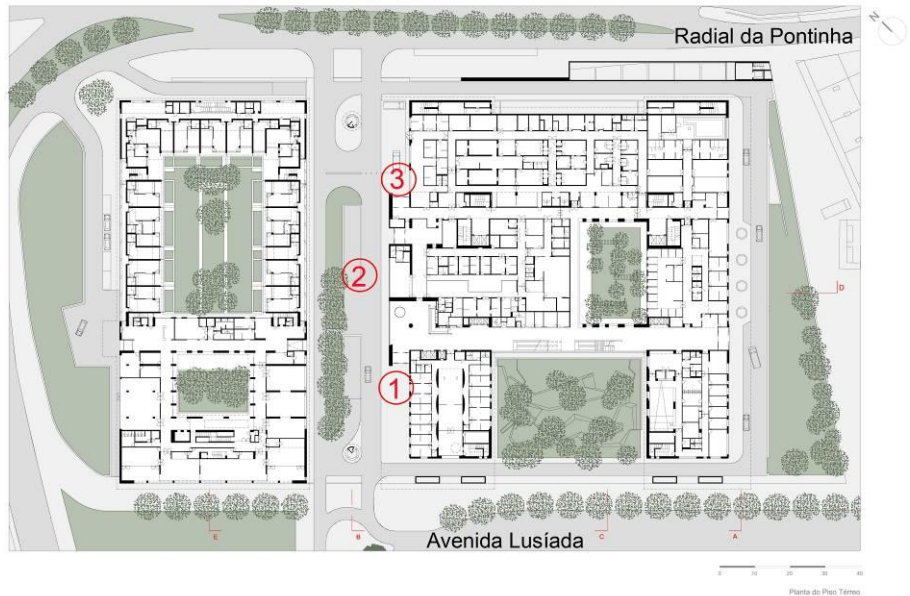 Radial da Pontinha
N
3
2
D
1
E
B
C
A
Avenida Lusíada
0 10 20 30 40
Planta do Piso Térreo